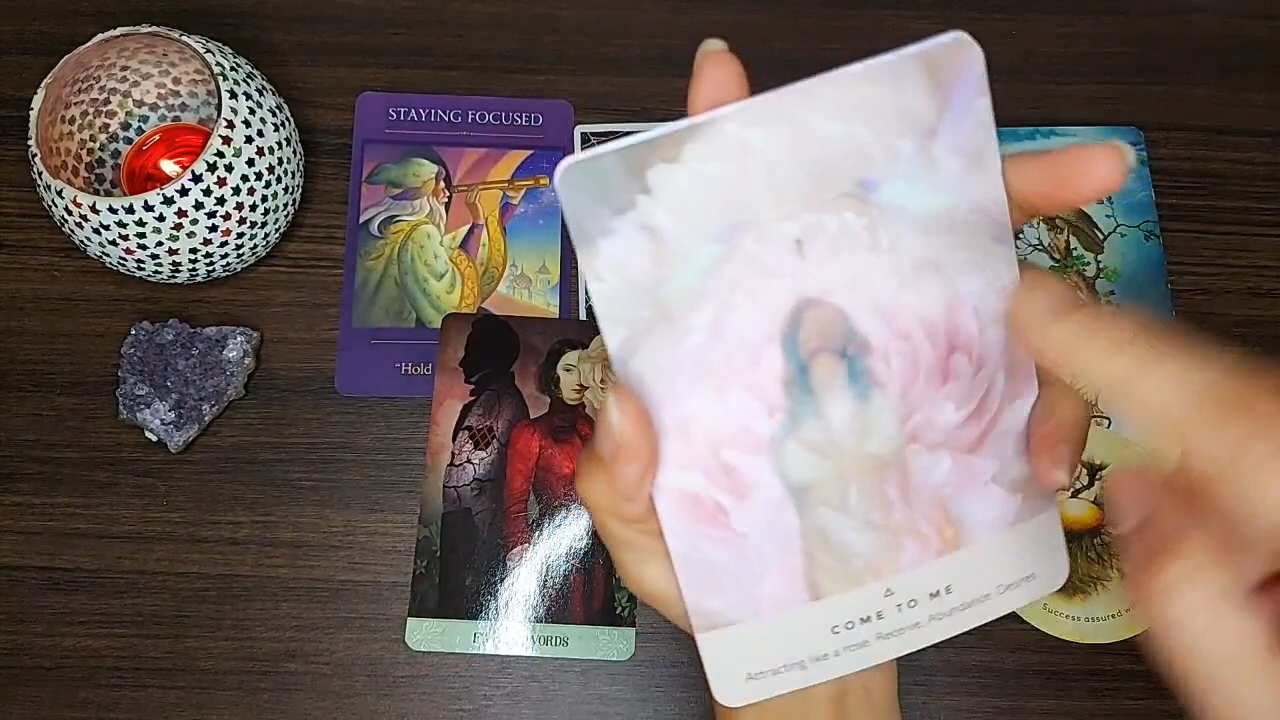 STAYING FOCUSED
"Hold
COME TO ME
Attracting like a rose. Receive. Abundance. Desires.
Success assured